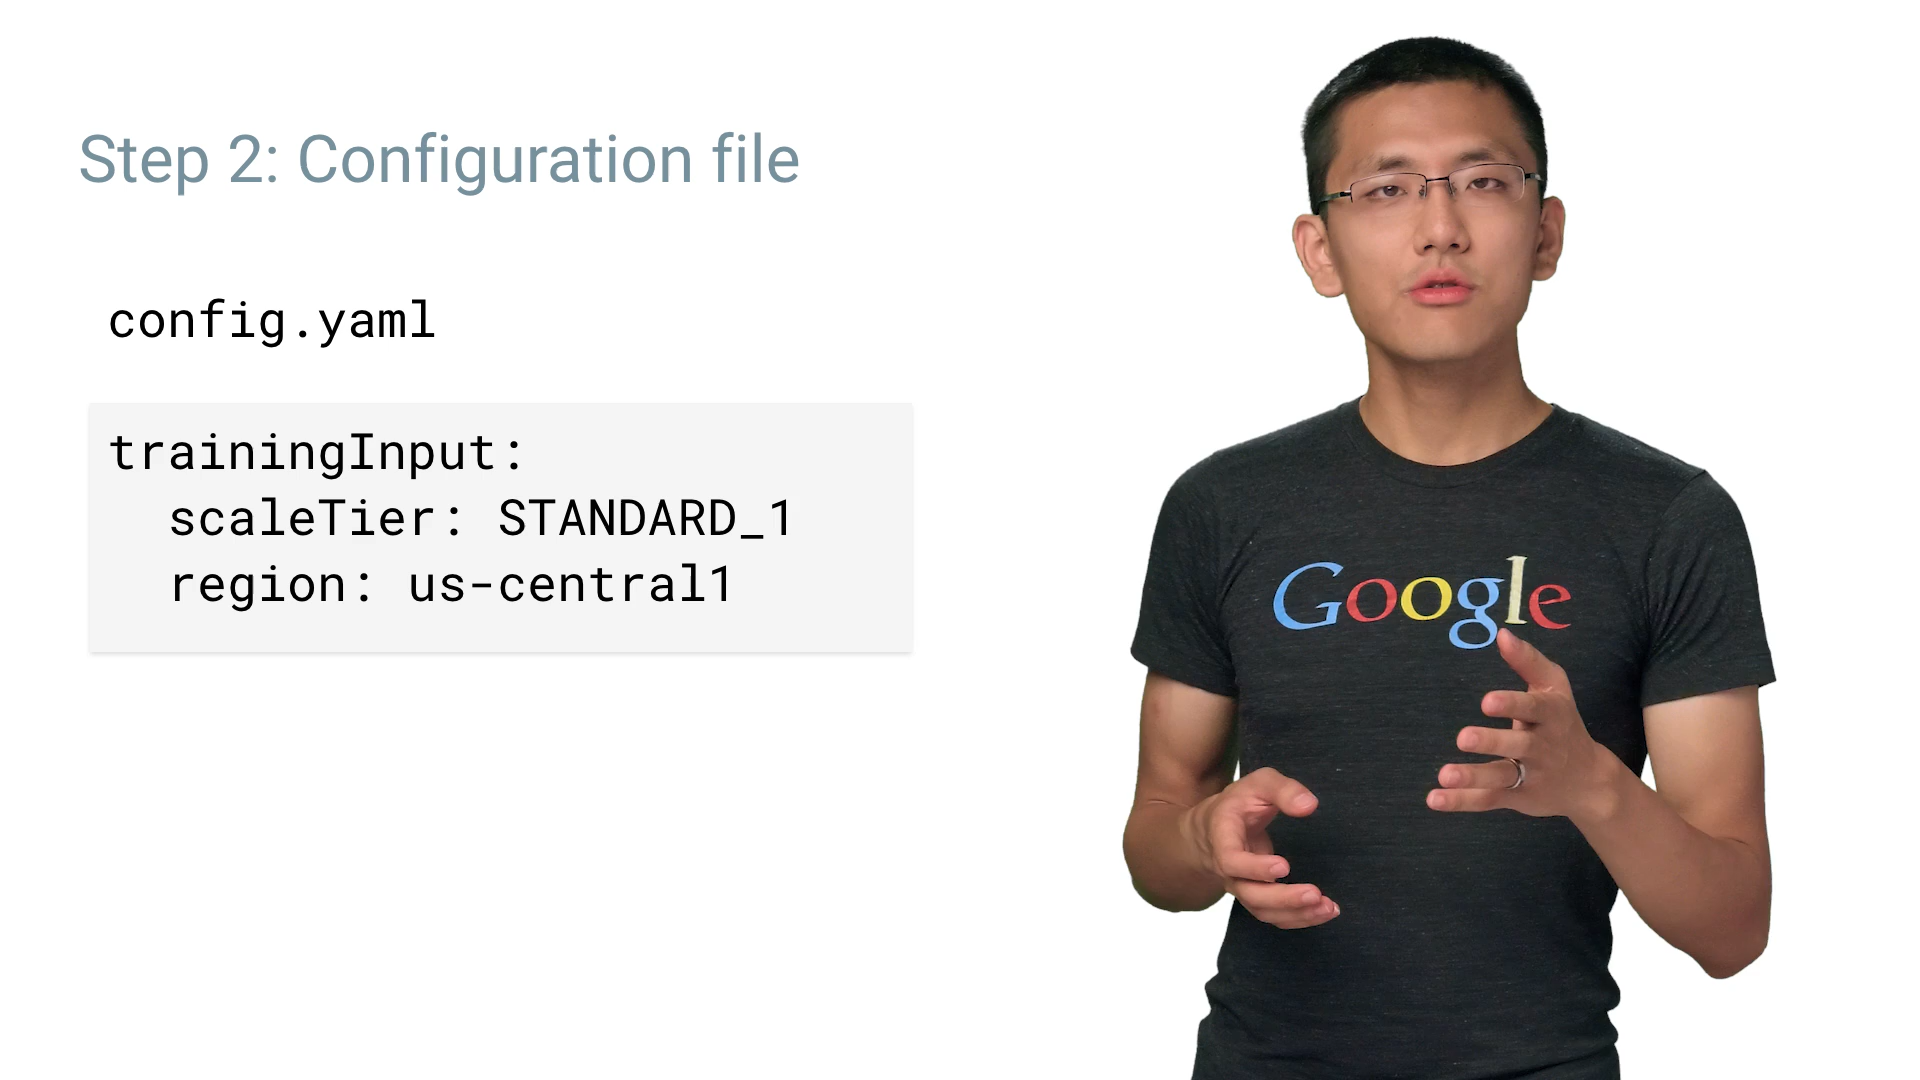 Step 2: Configuration file
config.yaml
trainingInput:
  scaleTier: STANDARD_1
  region: us-central1
Google